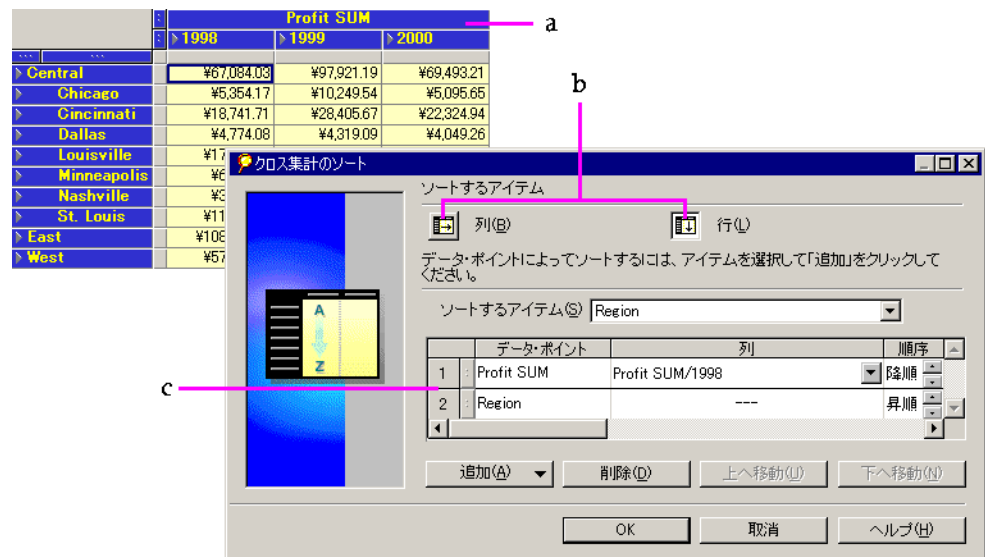 Profit SUM
1998 1999 2000
Central ¥67,084.03 ¥97,921.19 ¥69,493.21
Chicago ¥5,354.17 ¥10,249.54 ¥5,095.65
Cincinnati ¥18,741.71 ¥28,405.67 ¥22,324.94
Dallas ¥4,774.08 ¥4,319.09 ¥4,049.26
Louisville ¥17
Minneapolis ¥6
Nashville ¥3
St. Louis ¥11
East ¥108
West ¥57
a
b
c
クロス集計のソート
ソートするアイテム
列(B) 行(L)
データ・ポイントによってソートするには、アイテムを選択して「追加」をクリックして
ください。
ソートするアイテム(S) Region
データ・ポイント 列 順序
1 Profit SUM Profit SUM/1998 降順
2 Region --- 昇順
A
Z
追加(A) 削除(D) 上へ移動(U) 下へ移動(N)
OK 取消 ヘルプ(H)